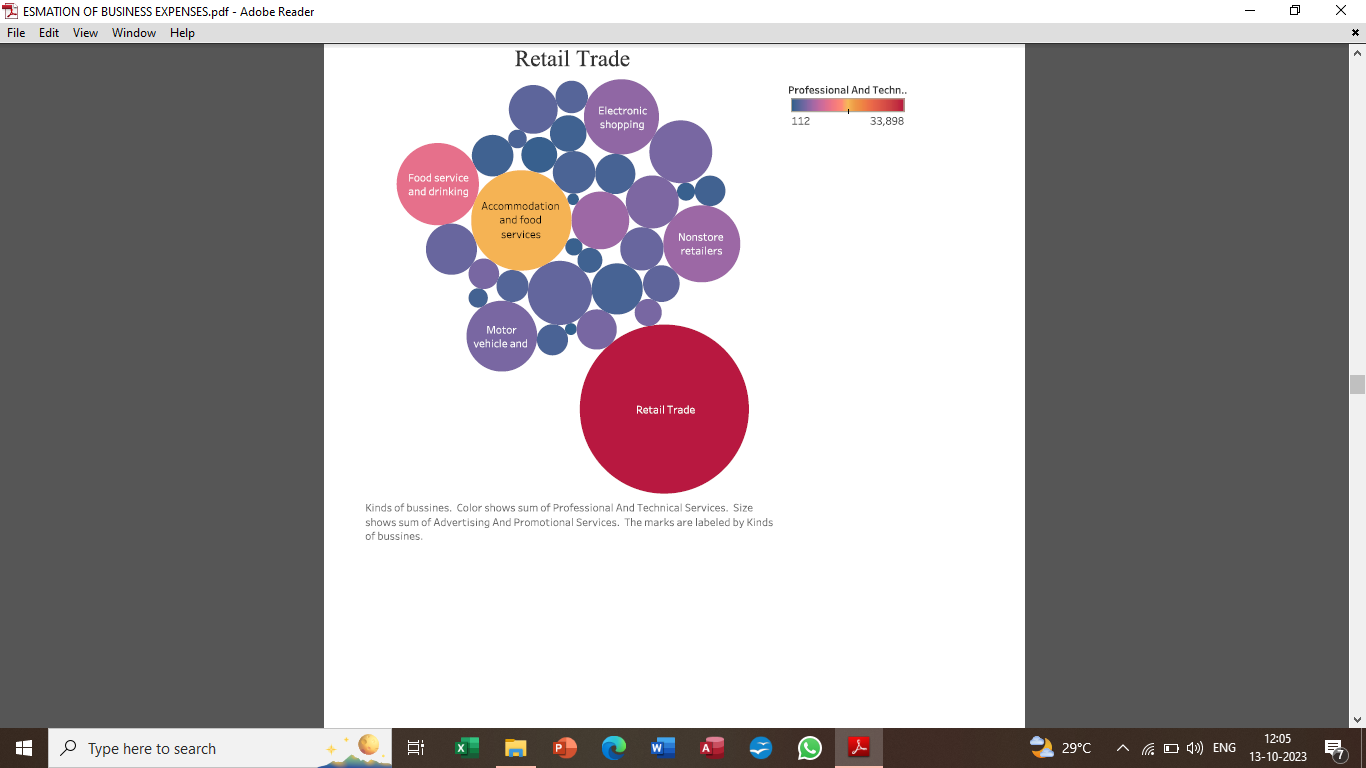 ESMATION OF BUSINESS EXPENSES.pdf - Adobe Reader
File Edit View Window Help
Retail Trade
Professional And Techn..
112 33,898
Electronic
shopping
Food service
and drinking
Accommodation
and food
services
Nonstore
retailers
Motor
vehicle and
Retail Trade
Kinds of bussines. Color shows sum of Professional And Technical Services. Size
shows sum of Advertising And Promotional Services. The marks are labeled by Kinds
of bussines.
Type here to search
29°C
ENG
12:05
13-10-2023
7